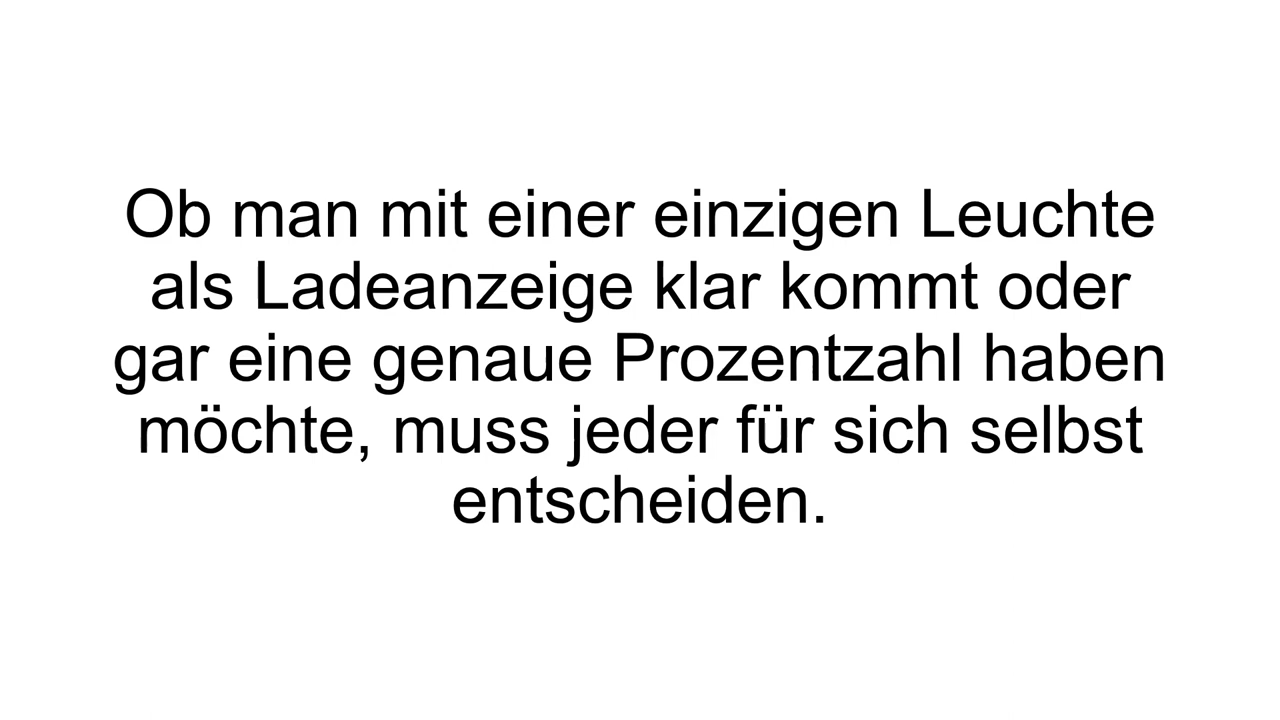 Ob man mit einer einzigen Leuchte
als Ladeanzeige klar kommt oder
gar eine genaue Prozentzahl haben
möchte, muss jeder für sich selbst
entscheiden.